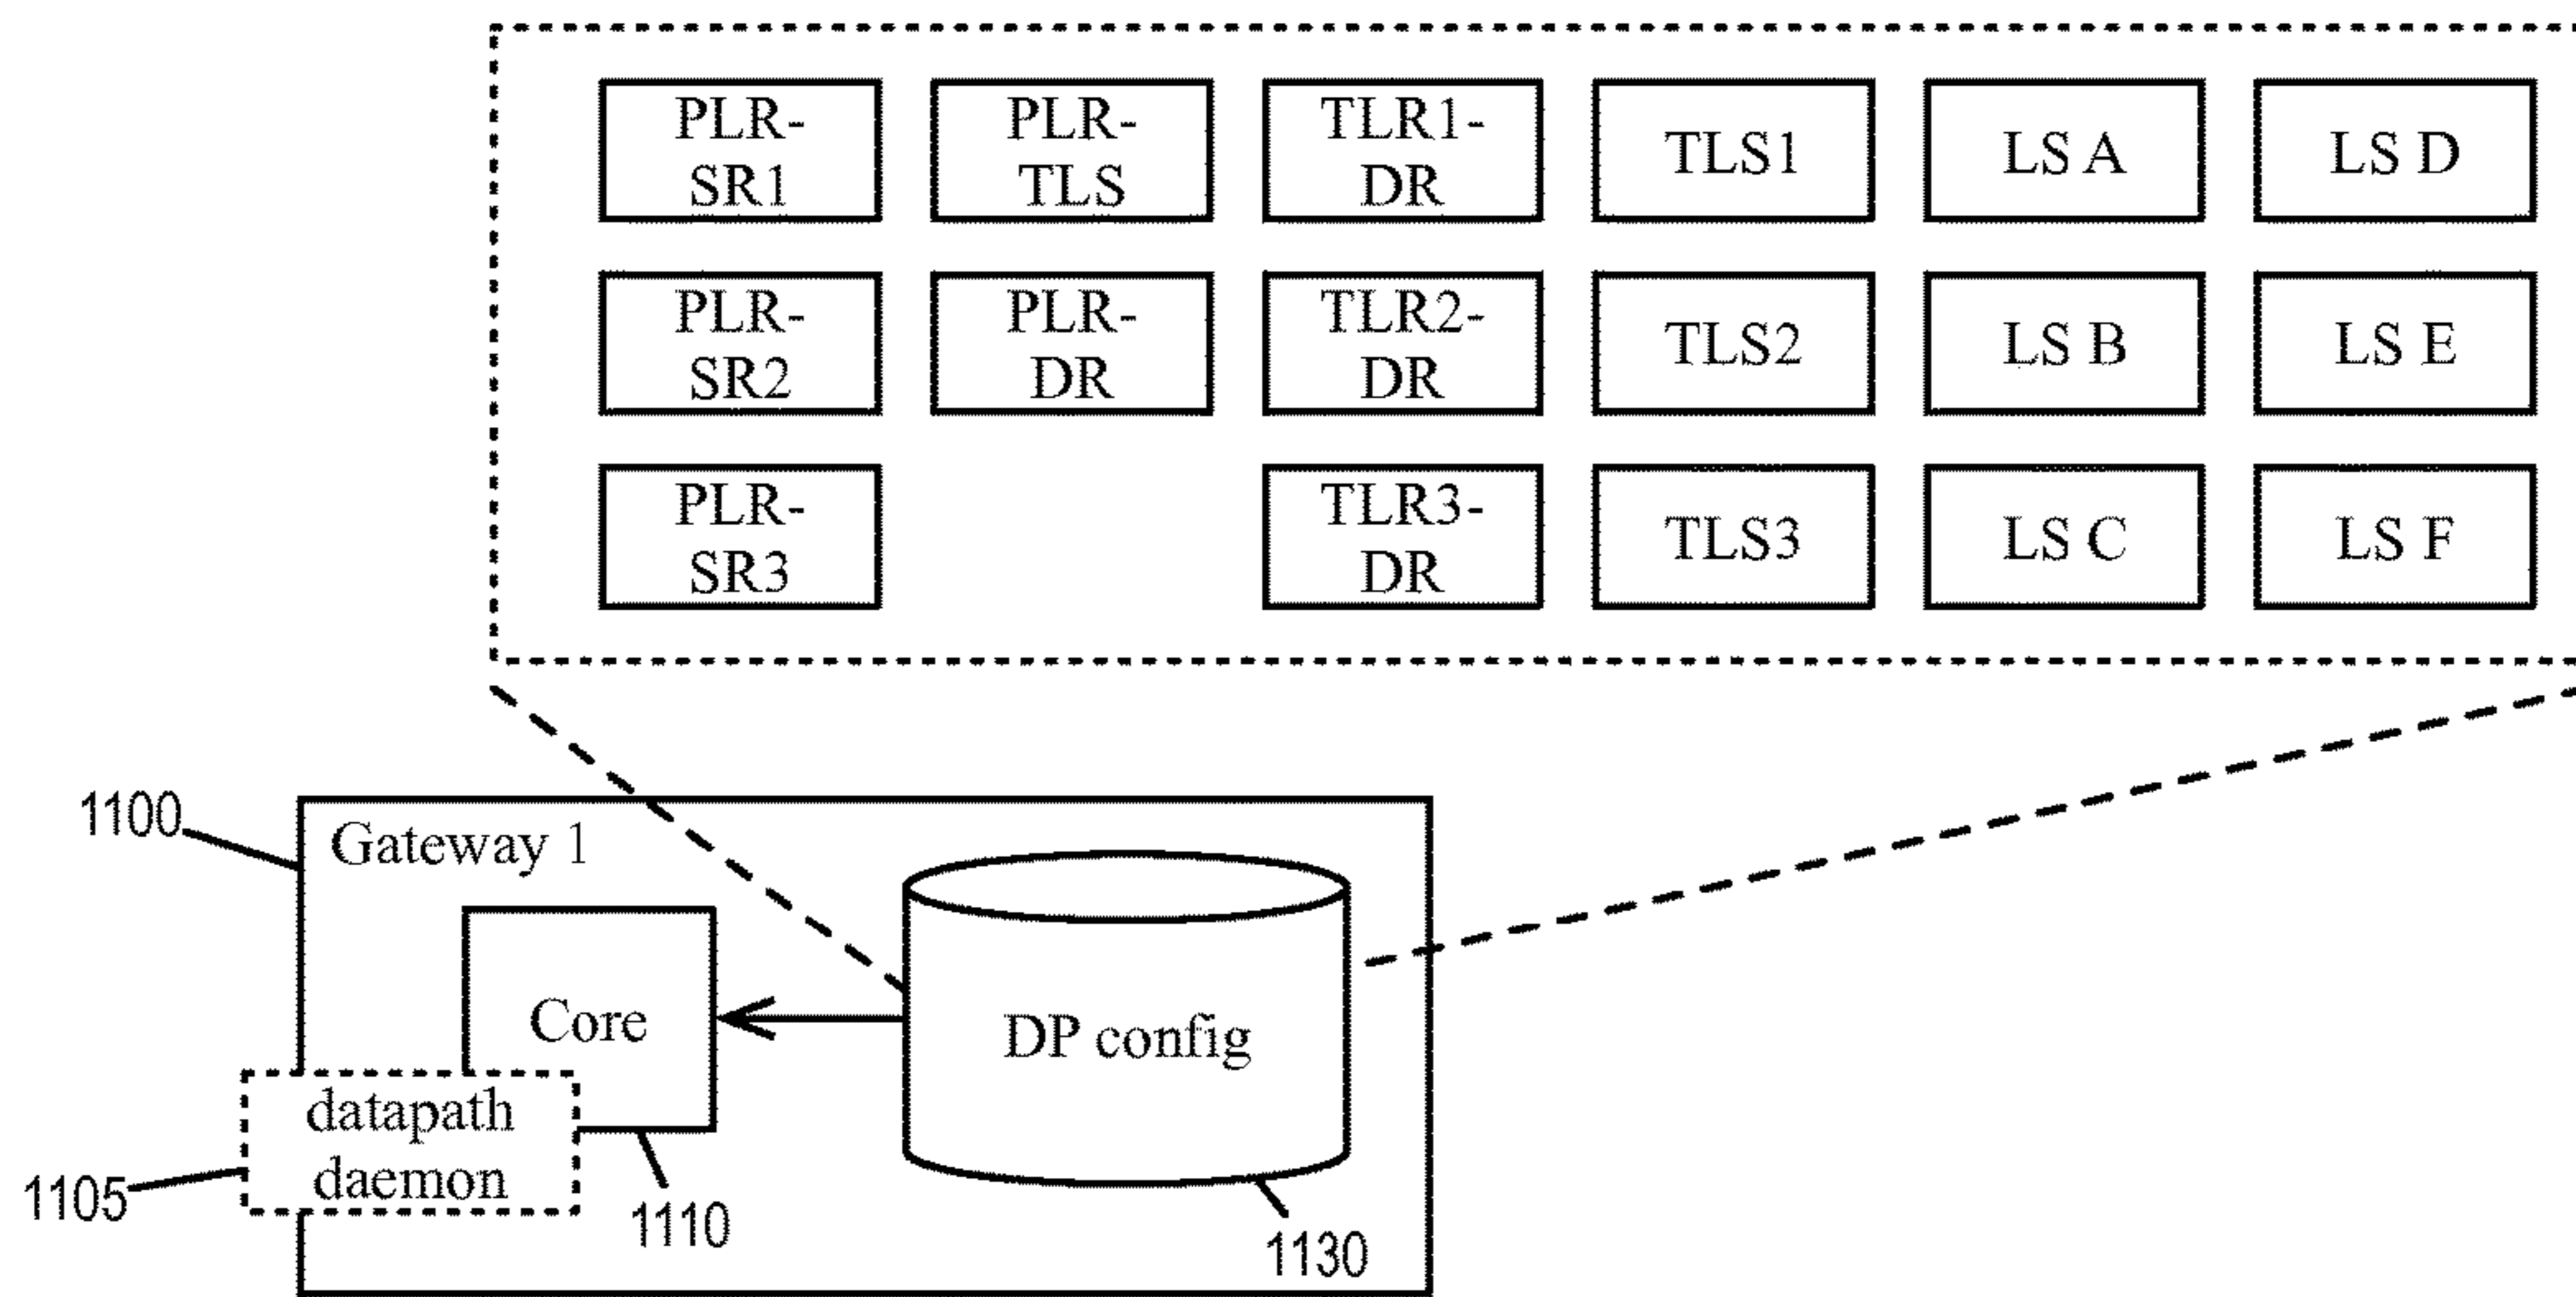 PLR-
SR1
PLR-
TLS
TLR1-
DR
TLS1
LS A
LS D
PLR-
SR2
PLR-
DR
TLR2-
DR
TLS2
LS B
LS E
PLR-
SR3
TLR3-
DR
TLS3
LS C
LS F
1100
Gateway 1
Core
DP config
datapath
daemon
1105
1110
1130